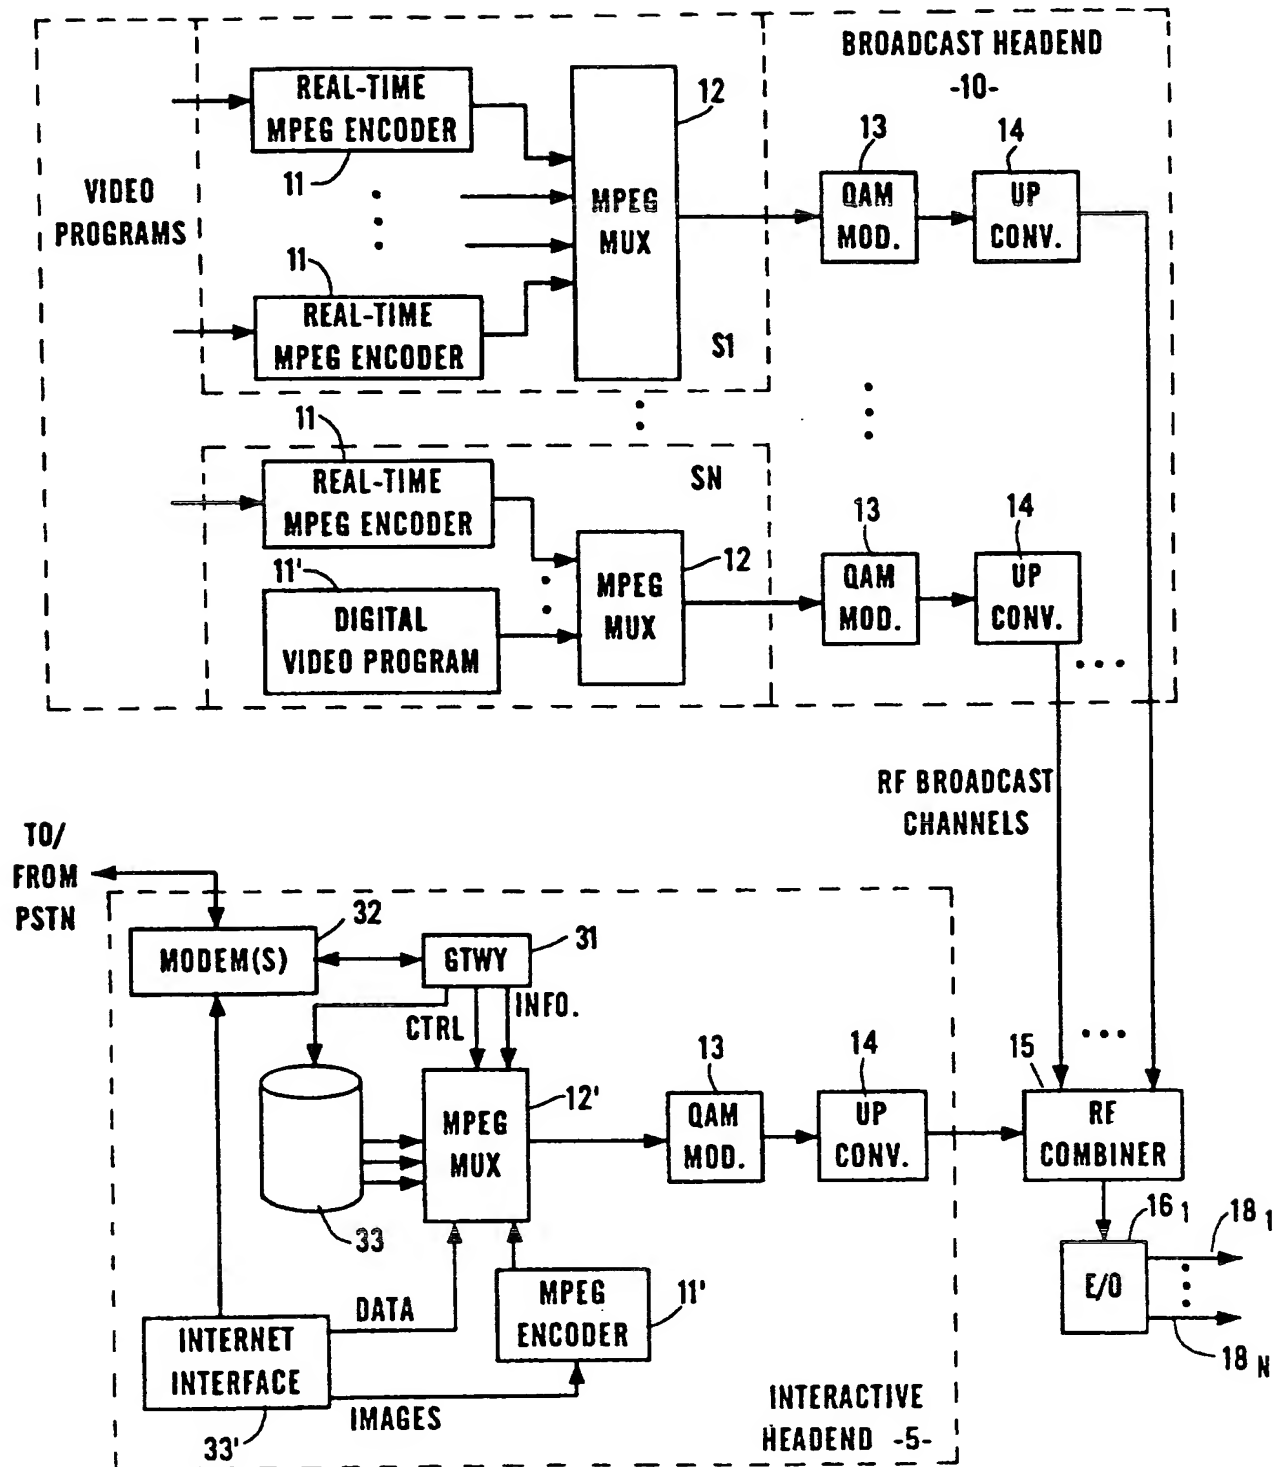 BROADCAST HEADEND
-10-
VIDEO
PROGRAMS
REAL-TIME
MPEG ENCODER
11
11
REAL-TIME
MPEG ENCODER
12
MPEG
MUX
S1
13
QAM
MOD.
14
UP
CONV.
11
REAL-TIME
MPEG ENCODER
SN
11'
DIGITAL
VIDEO PROGRAM
12
MPEG
MUX
13
QAM
MOD.
14
UP
CONV.
RF BROADCAST
CHANNELS
TO/
FROM
PSTN
32
MODEM(S)
31
GTWY
CTRL
INFO.
33
12'
MPEG
MUX
13
QAM
MOD.
14
UP
CONV.
15
RF
COMBINER
16 1
E/O
18 1
18 N
DATA
MPEG
ENCODER
11'
INTERNET
INTERFACE
33'
IMAGES
INTERACTIVE
HEADEND -5-